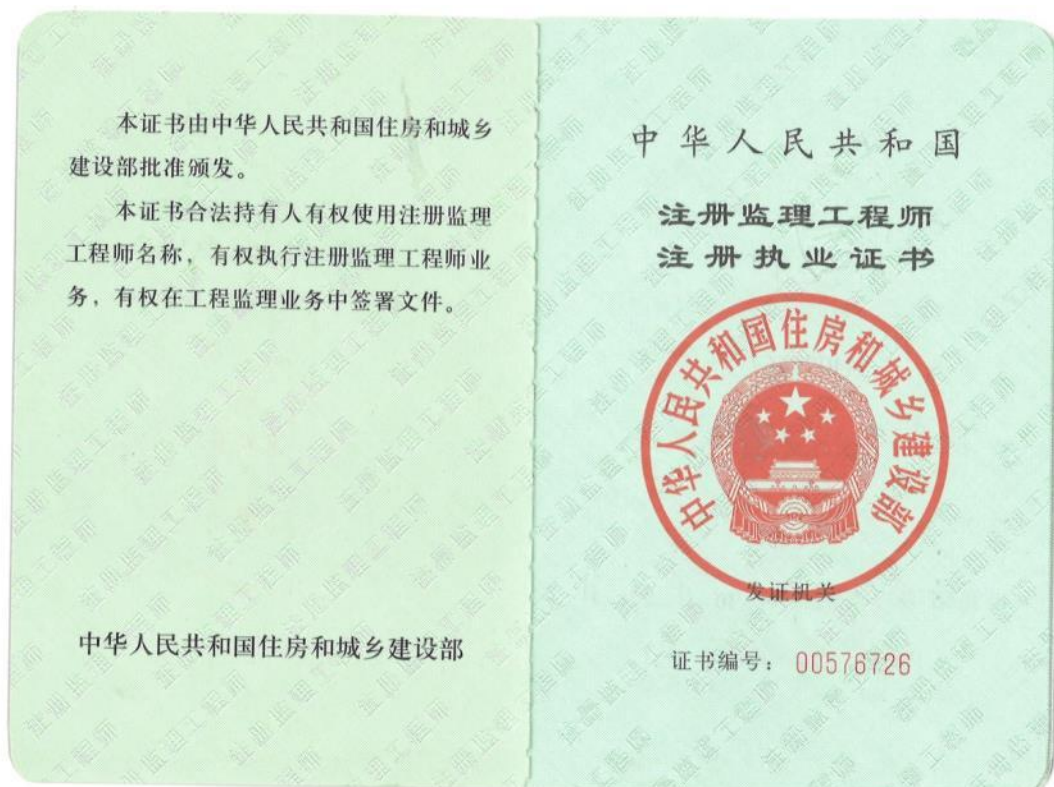 本证书由中华人民共和国住房和城乡
建设部批准颁发。
本证书合法持有人有权使用注册监理
工程师名称，有权执行注册监理工程师业
务，有权在工程监理业务中签署文件。
中华人民共和国住房和城乡建设部
中华人民共和国
注册监理工程师
注册执业证书
中华人民共和国住房和城乡建设部
发证机关
证书编号：00576726